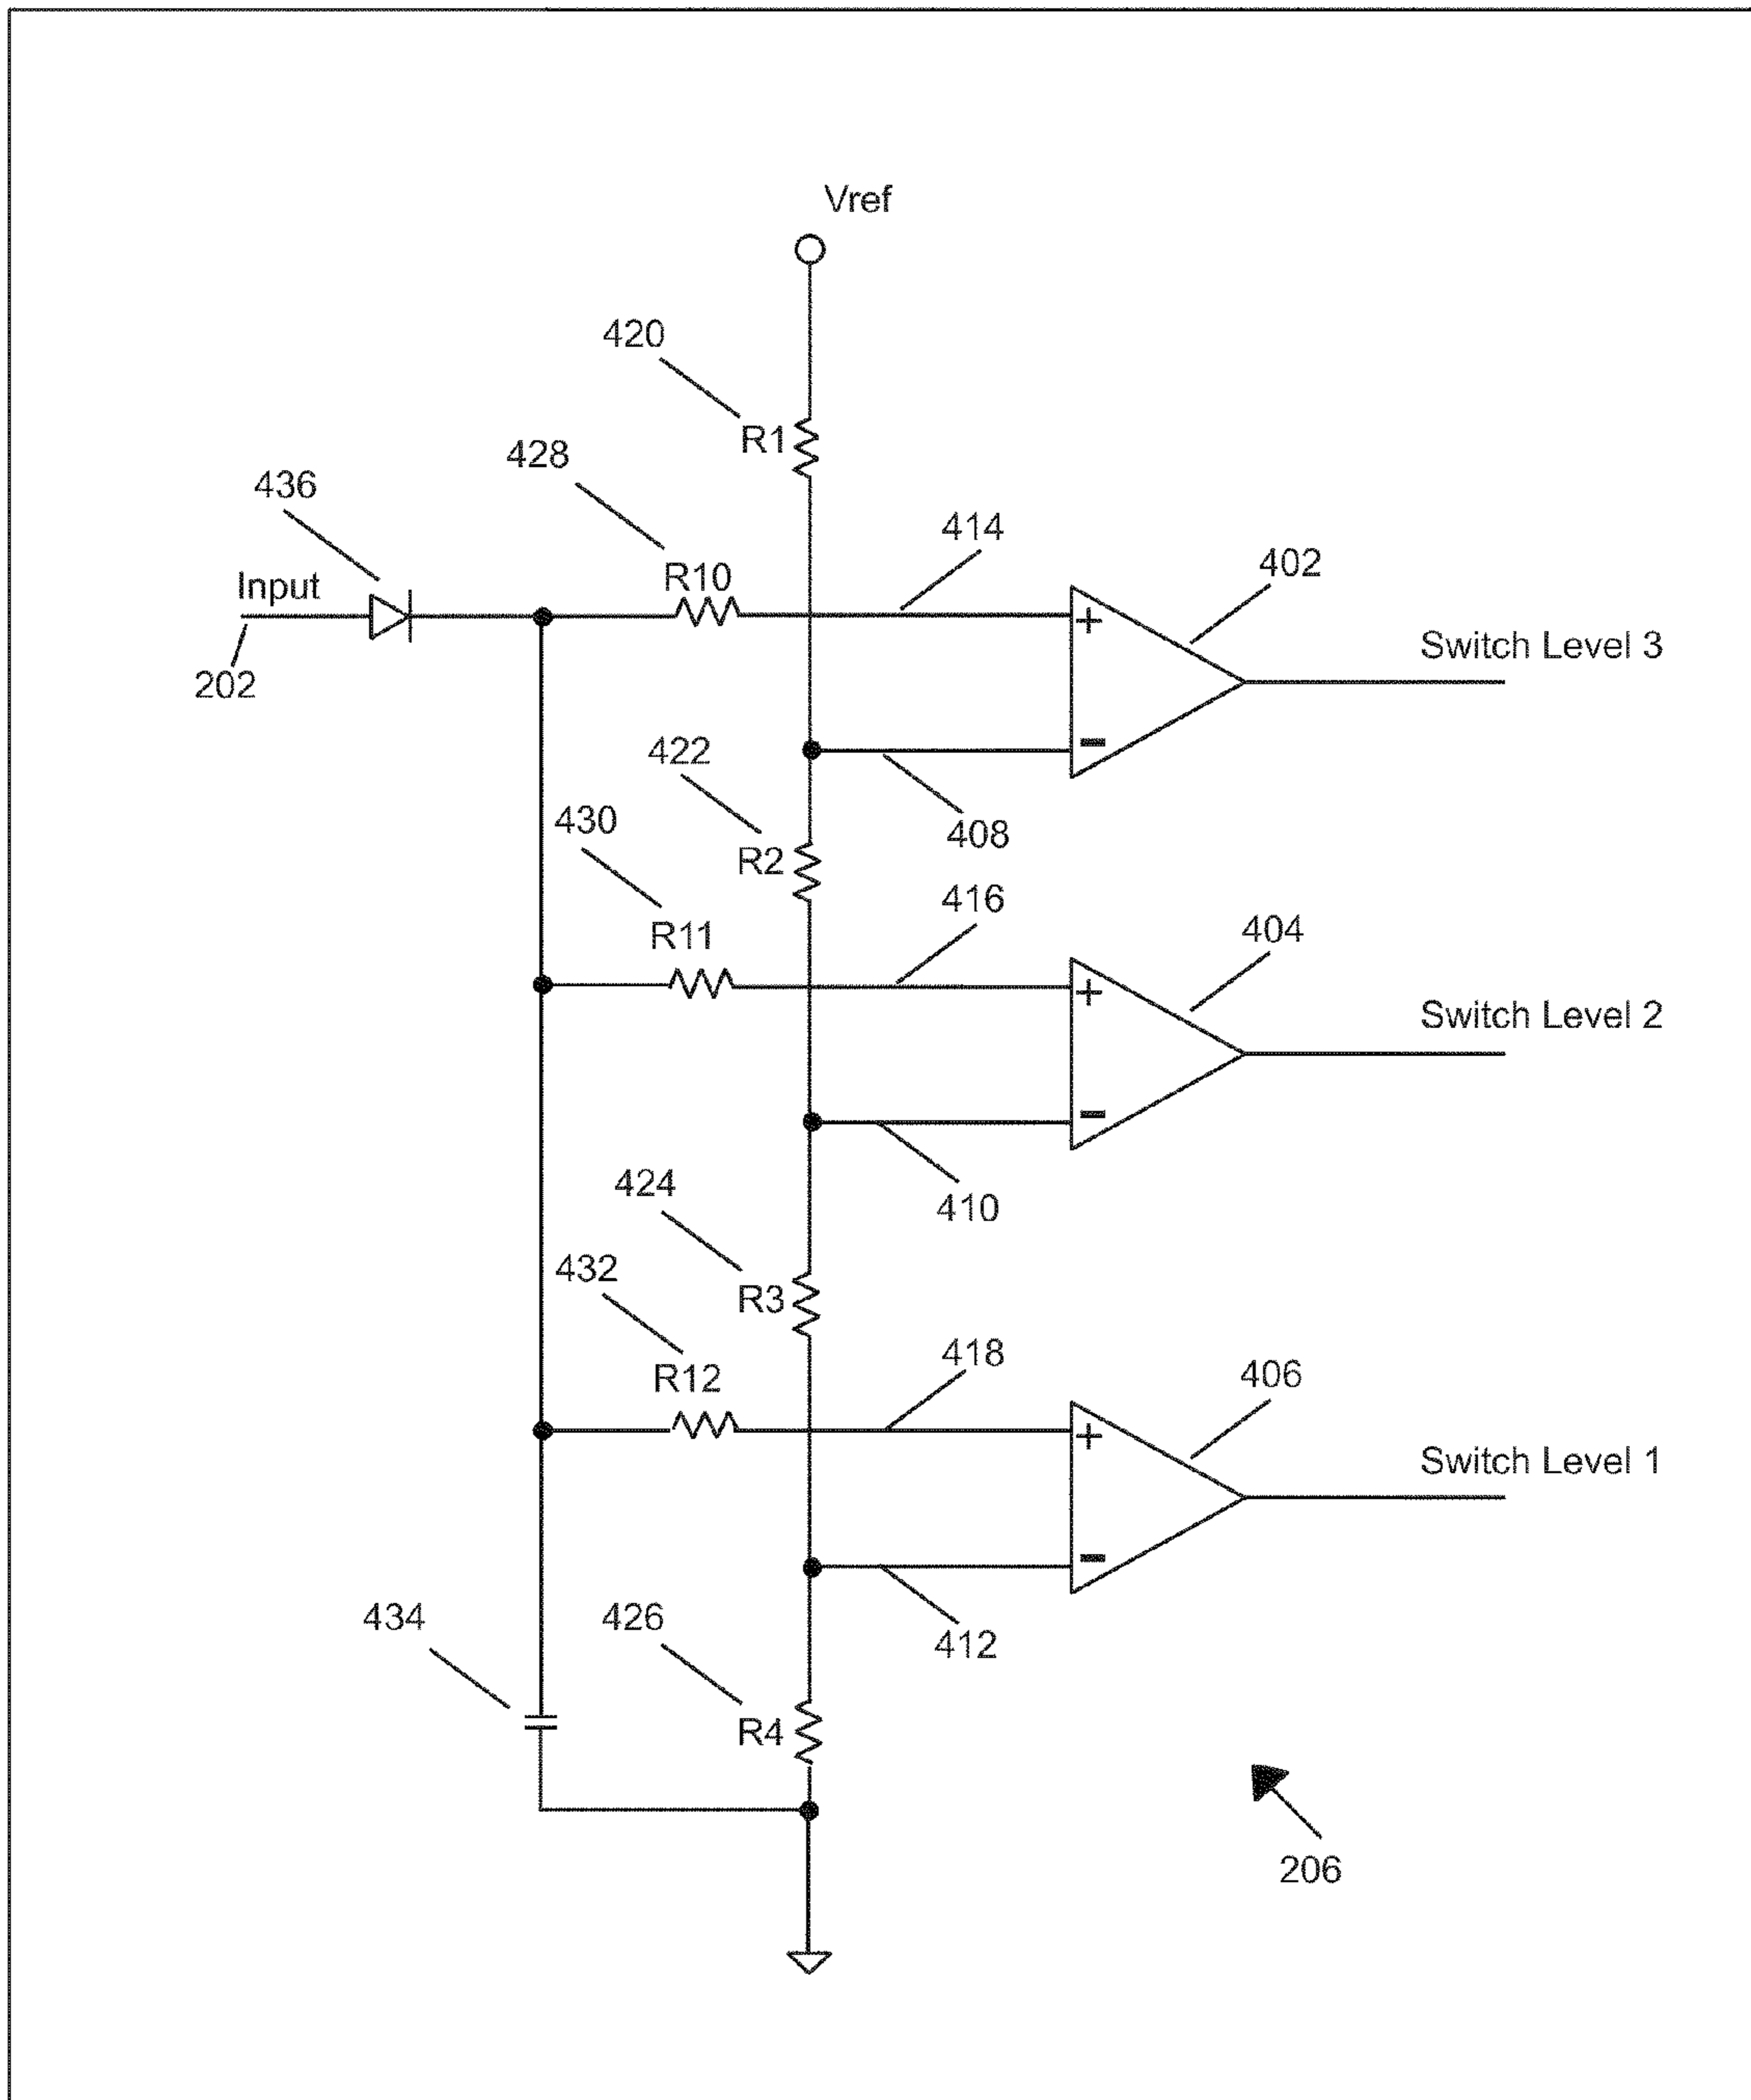 Vref
420
R1
428
436
414
402
Input
R10
+
Switch Level 3
202
-
422
408
430
R2
416
404
R11
+
Switch Level 2
-
424
410
432
R3
418
406
R12
+
Switch Level 1
-
434
426
412
R4
206